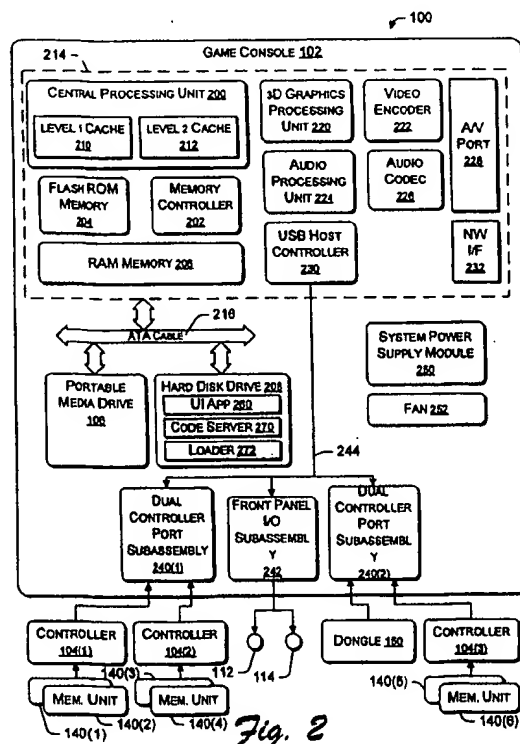 100
GAME CONSOLE 102
214
CENTRAL PROCESSING UNIT 200
LEVEL 1 CACHE
210
LEVEL 2 CACHE
212
3D GRAPHICS
PROCESSING
UNIT 220
VIDEO
ENCODER
222
A/V
PORT
228
FLASH ROM
MEMORY
204
MEMORY
CONTROLLER
202
AUDIO
PROCESSING
UNIT 224
AUDIO
CODEC
226
RAM MEMORY 206
USB HOST
CONTROLLER
230
NW
I/F
232
ATA CABLE
216
PORTABLE
MEDIA DRIVE
106
HARD DISK DRIVE 208
UI APP 260
CODE SERVER 270
LOADER 272
SYSTEM POWER
SUPPLY MODULE
250
FAN 252
244
DUAL
CONTROLLER
PORT
SUBASSEMBLY
240(1)
FRONT PANEL
I/O
SUBASSEMBL
Y
242
DUAL
CONTROLLER
PORT
SUBASSEMBL
Y
240(2)
CONTROLLER
104(1)
CONTROLLER
104(2)
112
114
DONGLE 150
CONTROLLER
104(3)
140(3)
140(5)
MEM. UNIT
MEM. UNIT
MEM. UNIT
140(1)
140(2)
140(4)
140(6)
Fig. 2